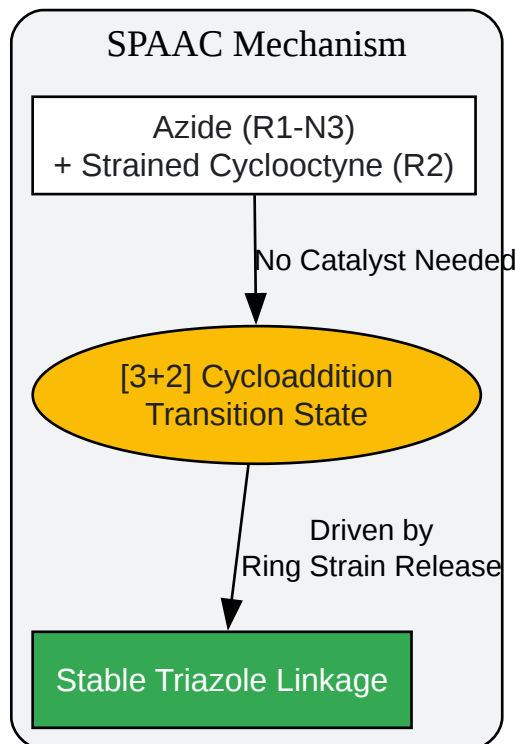 SPAAC Mechanism
Azide (R1-N3)
+ Strained Cyclooctyne (R2)
No Catalyst Needed
[3+2] Cycloaddition
Transition State
Driven by
Ring Strain Release
Stable Triazole Linkage